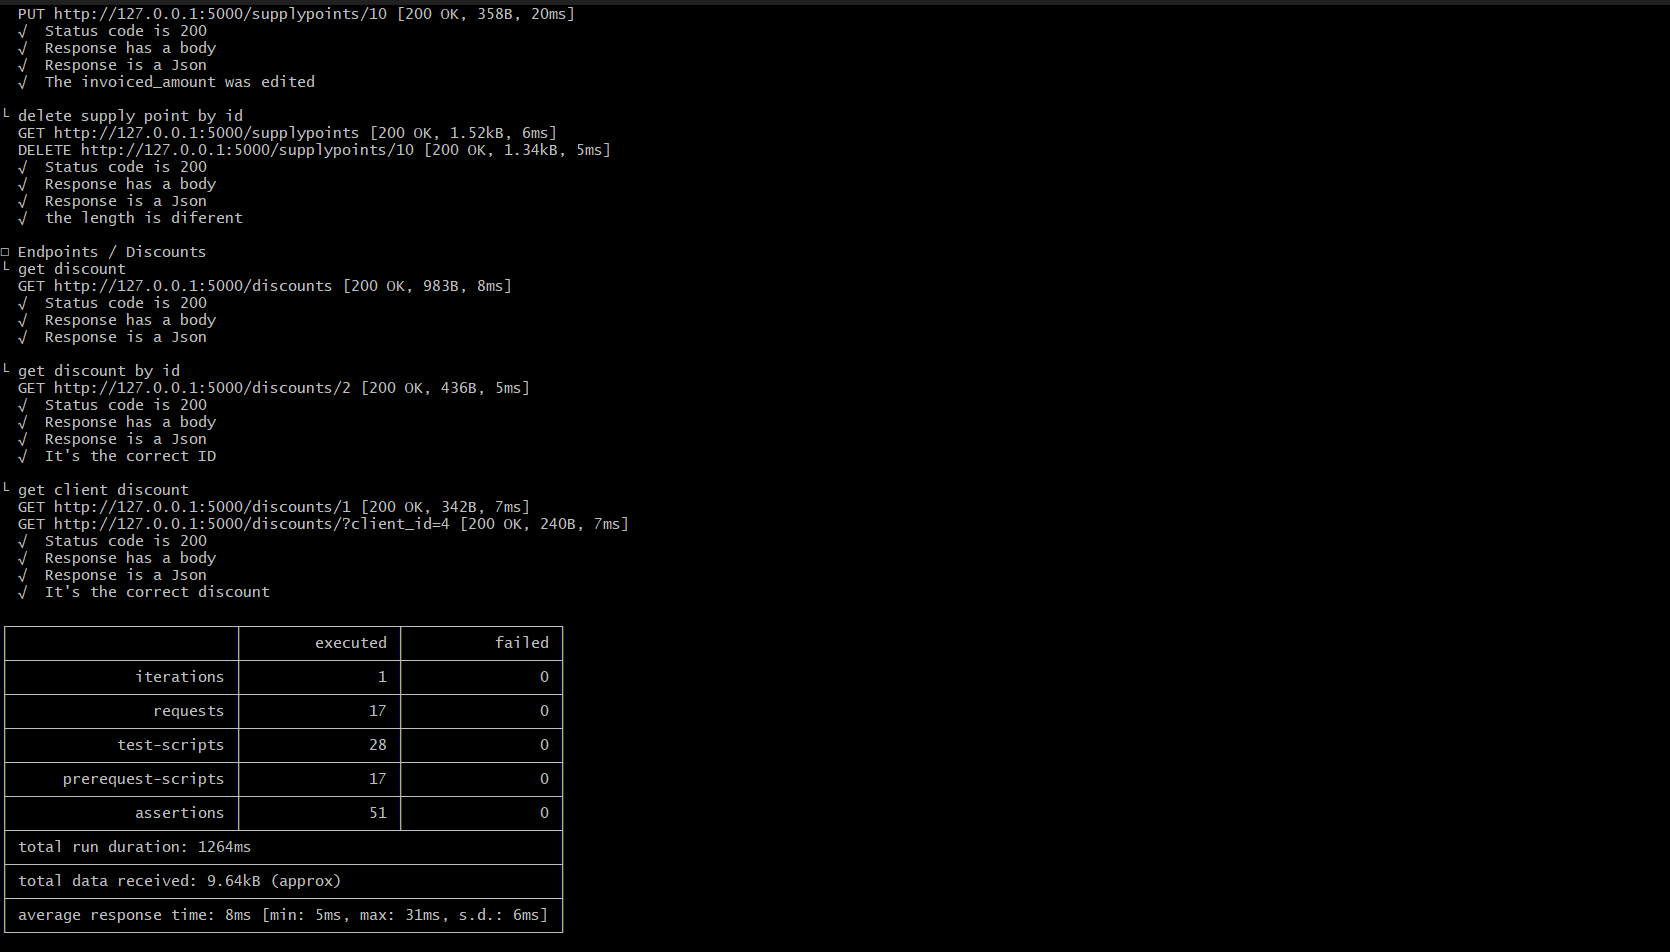 PUT http://127.0.0.1:5000/supplypoints/10 [200 OK, 358B, 20ms]
√ Status code is 200
√ Response has a body
√ Response is a Json
√ The invoiced_amount was edited
└ delete supply point by id
GET http://127.0.0.1:5000/supplypoints [200 OK, 1.52kB, 6ms]
DELETE http://127.0.0.1:5000/supplypoints/10 [200 OK, 1.34kB, 5ms]
√ Status code is 200
√ Response has a body
√ Response is a Json
√ the length is diferent
□ Endpoints / Discounts
└ get discount
GET http://127.0.0.1:5000/discounts [200 OK, 983B, 8ms]
√ Status code is 200
√ Response has a body
√ Response is a Json
└ get discount by id
GET http://127.0.0.1:5000/discounts/2 [200 OK, 436B, 5ms]
√ Status code is 200
√ Response has a body
√ Response is a Json
√ It's the correct ID
└ get client discount
GET http://127.0.0.1:5000/discounts/1 [200 OK, 342B, 7ms]
GET http://127.0.0.1:5000/discounts/?client_id=4 [200 OK, 240B, 7ms]
√ Status code is 200
√ Response has a body
√ Response is a Json
√ It's the correct discount
executed failed
iterations 1 0
requests 17 0
test-scripts 28 0
prerequest-scripts 17 0
assertions 51 0
total run duration: 1264ms
total data received: 9.64kB (approx)
average response time: 8ms [min: 5ms, max: 31ms, s.d.: 6ms]